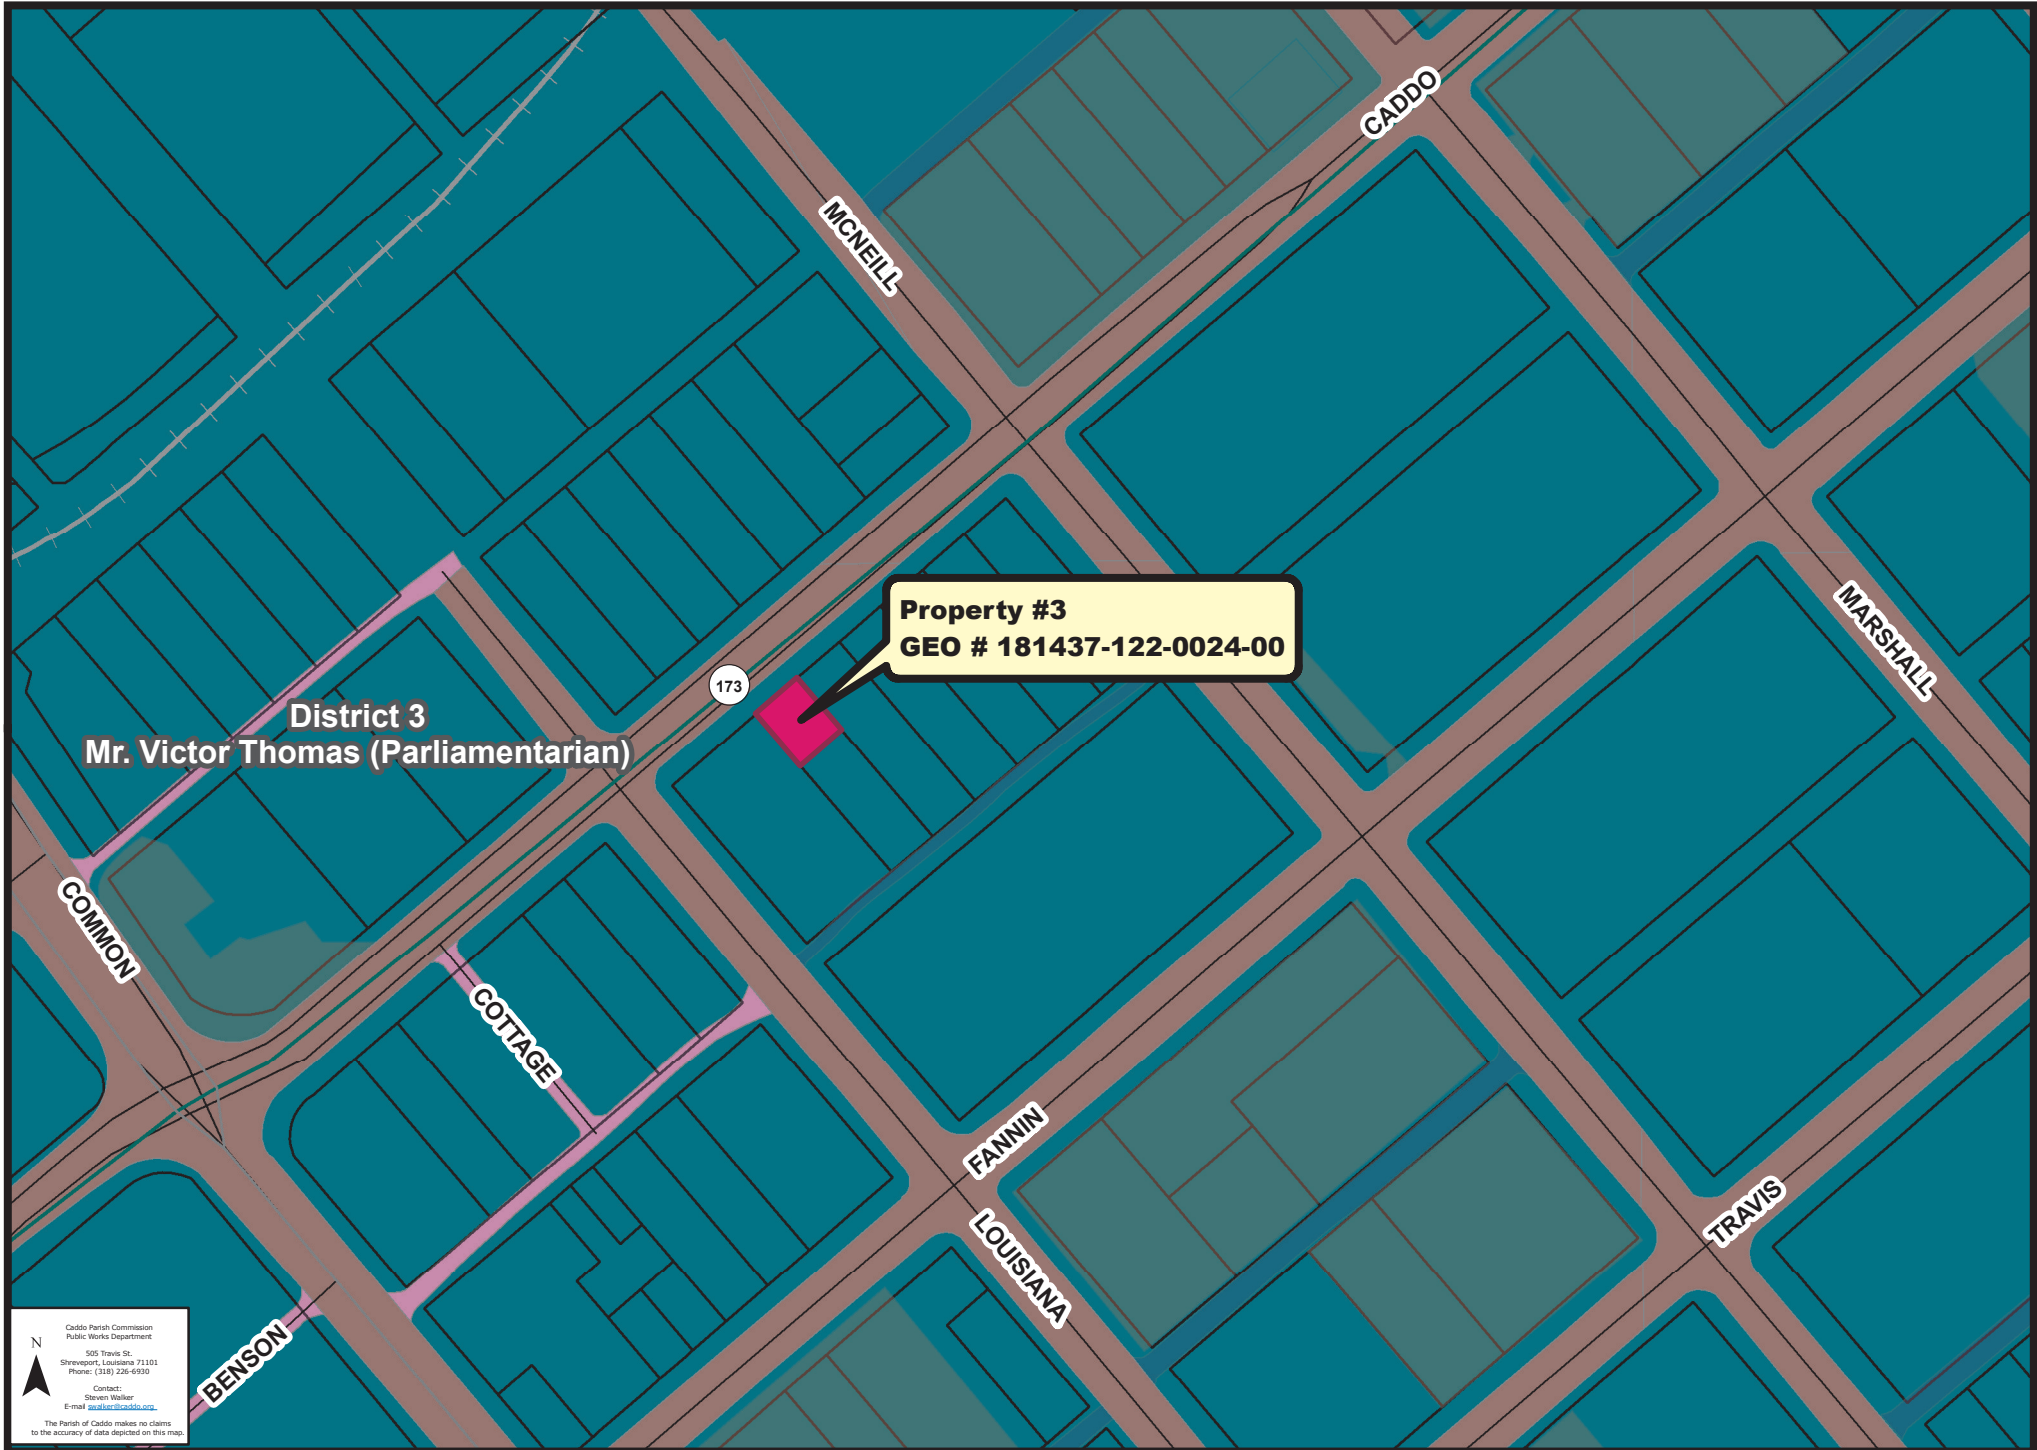 CADDO
MCNEILL
MARSHALL
Property #3
GEO # 181437-122-0024-00
173
District 3
Mr. Victor Thomas (Parliamentarian)
COMMON
COTTAGE
FANNIN
TRAVIS
LOUISIANA
BENSON
N
Caddo Parish Commission
Public Works Department
505 Travis St.
Shreveport, Louisiana 71101
Phone: (318) 226-6930
Contact:
Steven Walker
E-mail swalker@caddo.org
The Parish of Caddo makes no claims
to the accuracy of data depicted on this map.